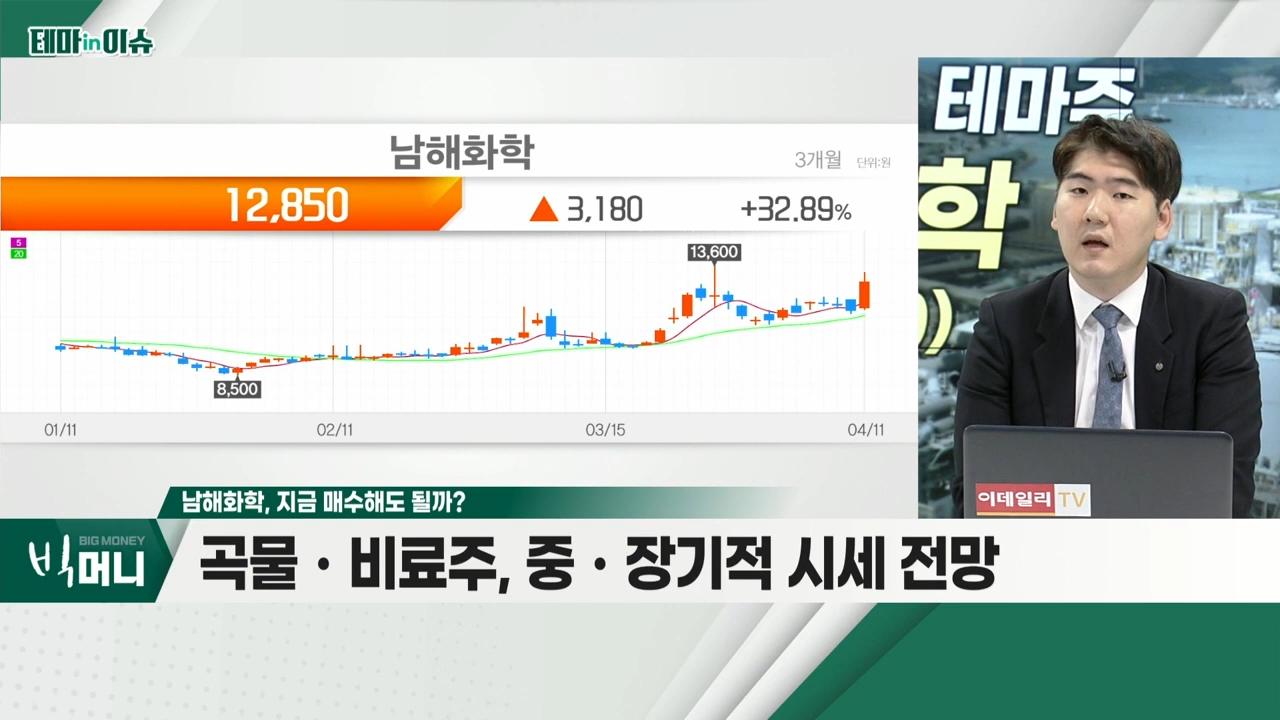 테마in이슈
남해화학
3개월 단위:원
12,850 ▲ 3,180 +32.89%
5
20
13,600
8,500
01/11 02/11 03/15 04/11
테마주
학
)
이데일리TV
남해화학, 지금 매수해도 될까?
BIG MONEY
빅머니
곡물·비료주, 중·장기적 시세 전망